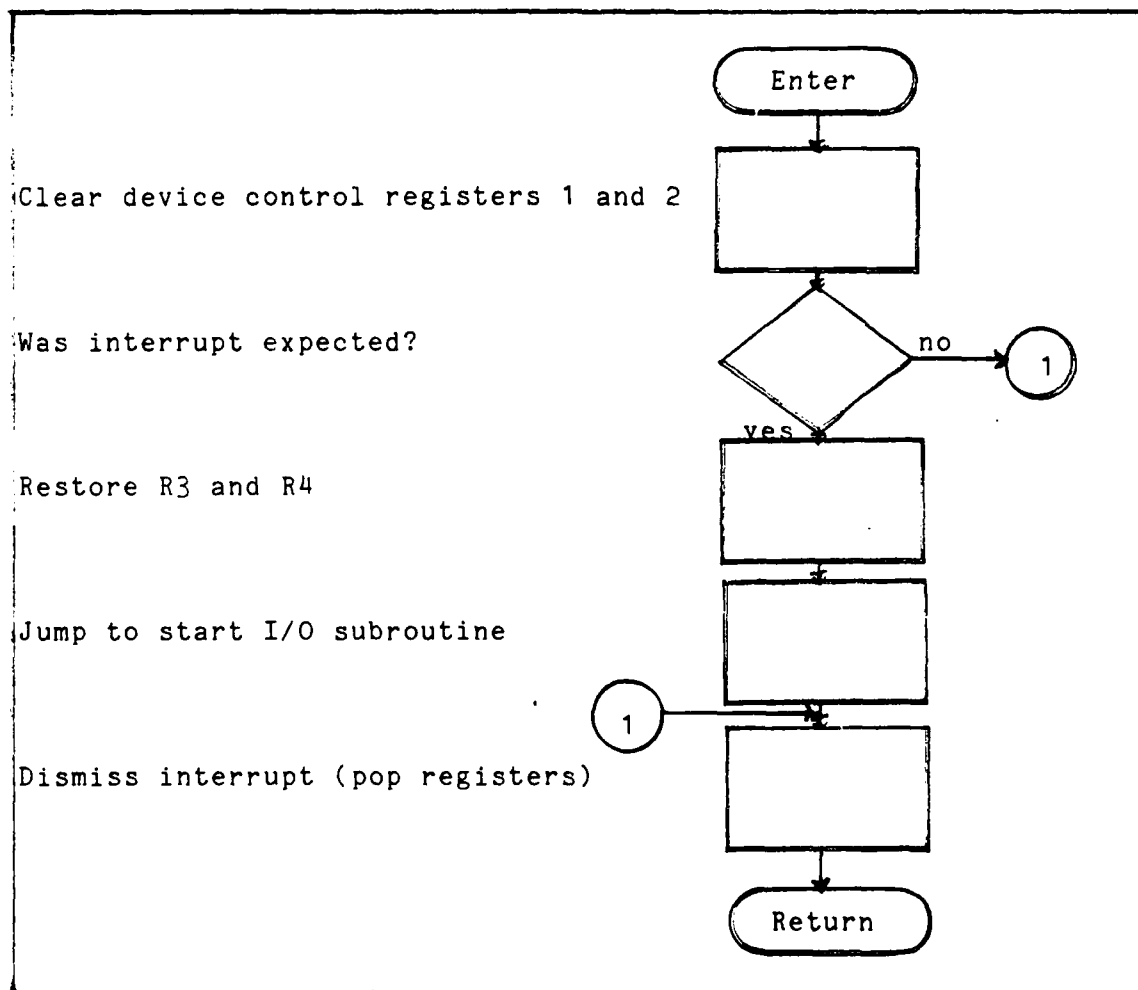 Enter
Clear device control registers 1 and 2
Was interrupt expected?
no
1
yes
Restore R3 and R4
Jump to start I/O subroutine
1
Dismiss interrupt (pop registers)
Return